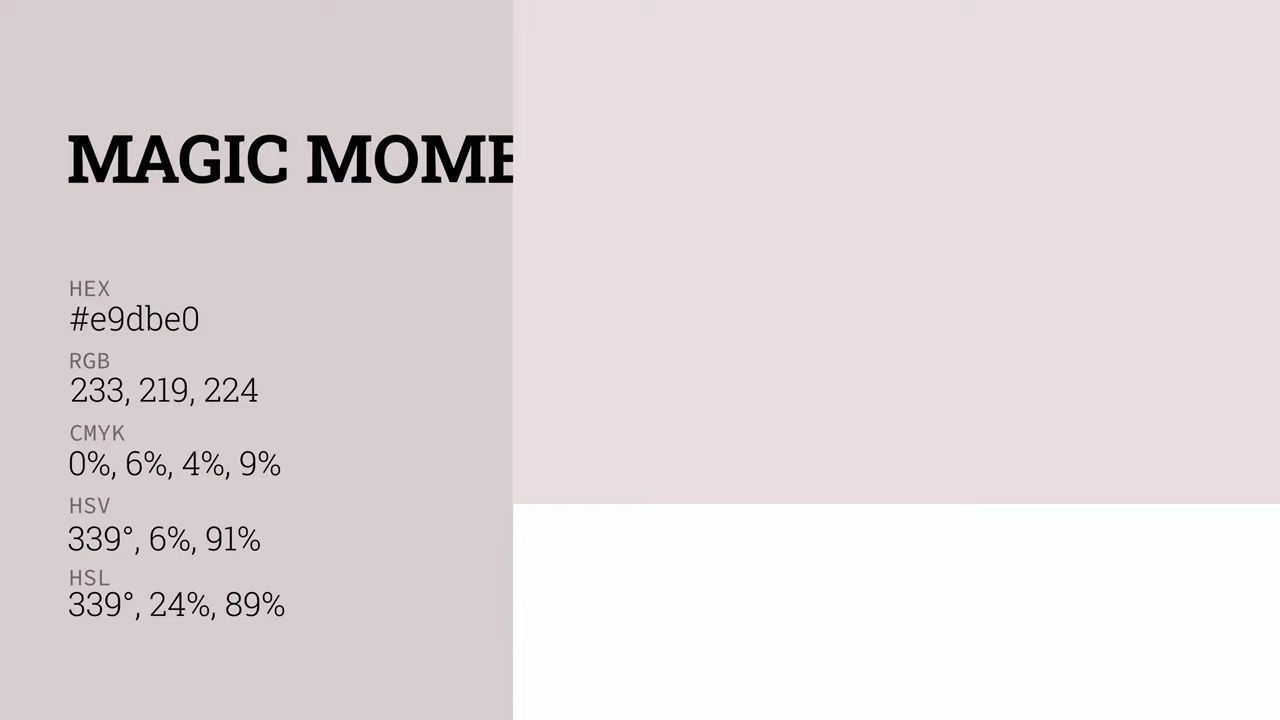 MAGIC MOME
HEX
#e9dbe0
RGB
233, 219, 224
CMYK
0%, 6%, 4%, 9%
HSV
339°, 6%, 91%
HSL
339°, 24%, 89%